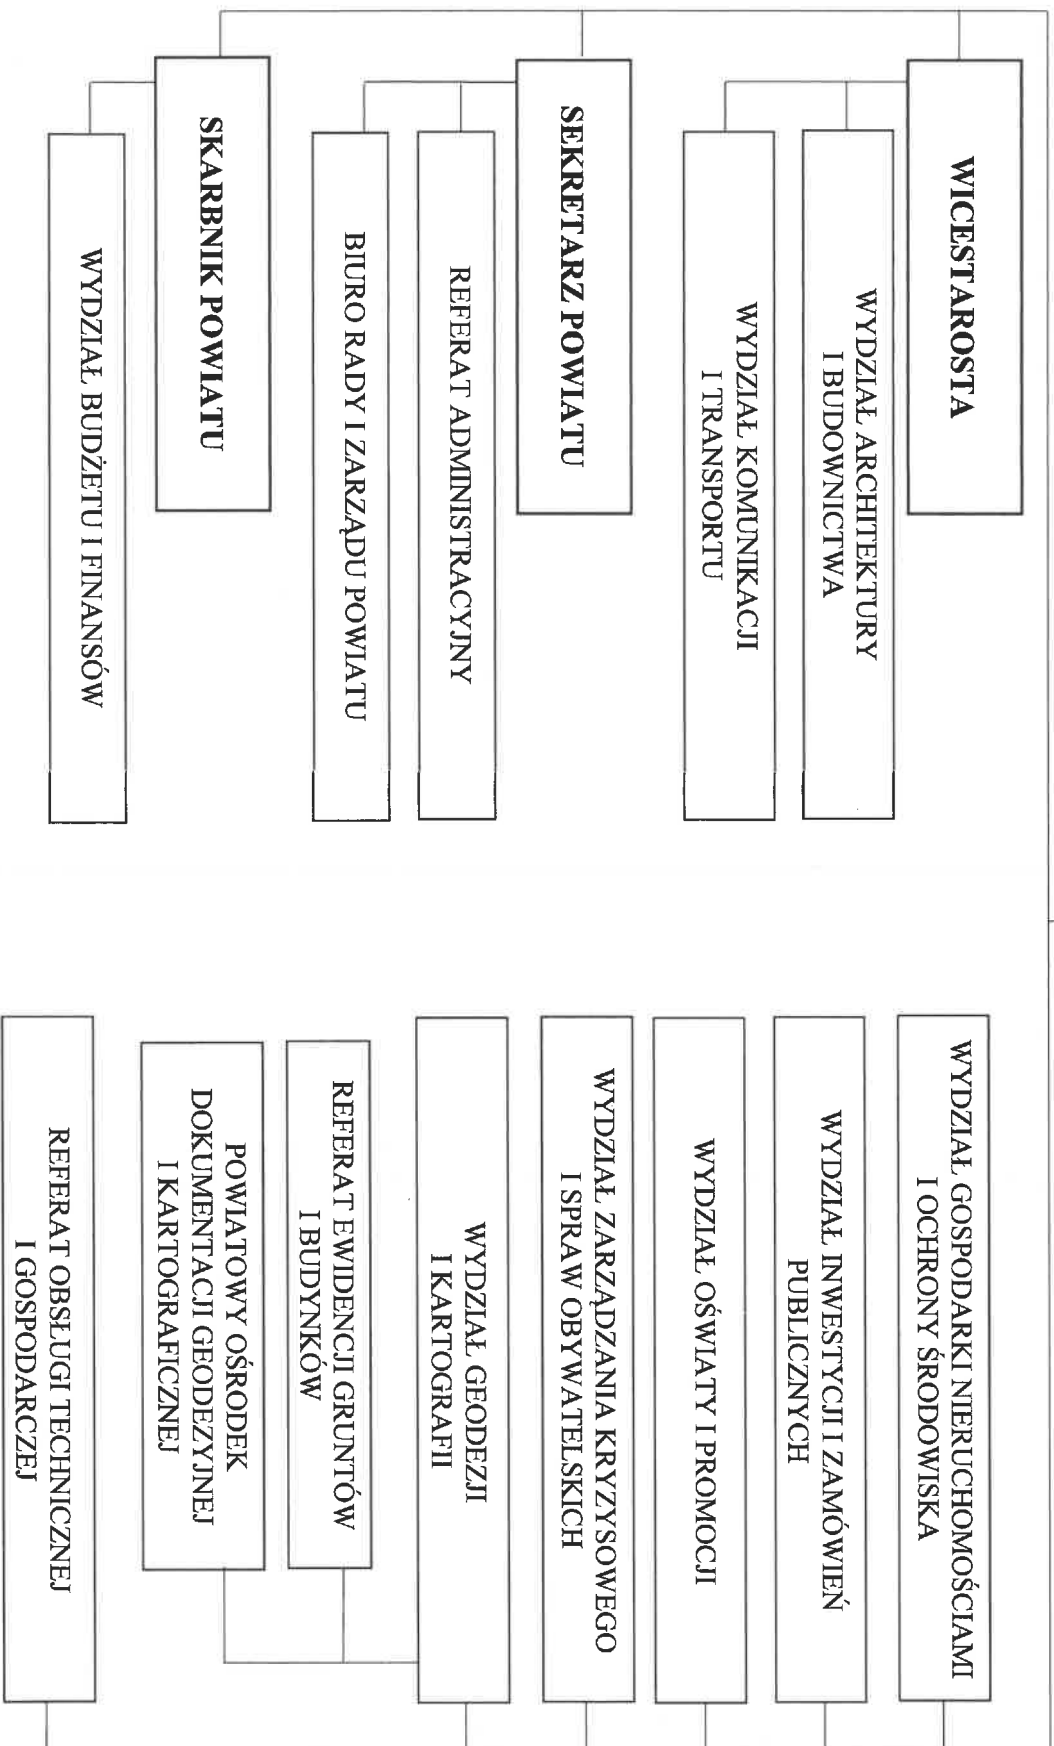 WICESTAROSTA
WYDZIAŁ ARCHITEKTURY
I BUDOWNICTWA
WYDZIAŁ KOMUNIKACJI
I TRANSPORTU
SEKRETARZ POWIATU
REFERAT ADMINISTRACYJNY
BIURO RADY I ZARZĄDU POWIATU
SKARBNIK POWIATU
WYDZIAŁ BUDŻETU I FINANSÓW
WYDZIAŁ GOSPODARKI NIERUCHOMOŚCIAMI
I OCHRONY ŚRODOWISKA
WYDZIAŁ INWESTYCJI I ZAMÓWIEŃ
PUBLICZNYCH
WYDZIAŁ OŚWIATY I PROMOCJI
WYDZIAŁ ZARZĄDZANIA KRYZYSOWEGO
I SPRAW OBYWATELSKICH
WYDZIAŁ GEODEZJI
I KARTOGRAFII
REFERAT EWIDENCJI GRUNTÓW
I BUDYNKÓW
POWIATOWY OŚRODEK
DOKUMENTACJI GEODEZYJNEJ
I KARTOGRAFICZNEJ
REFERAT OBSŁUGI TECHNICZNEJ
I GOSPODARCZEJ